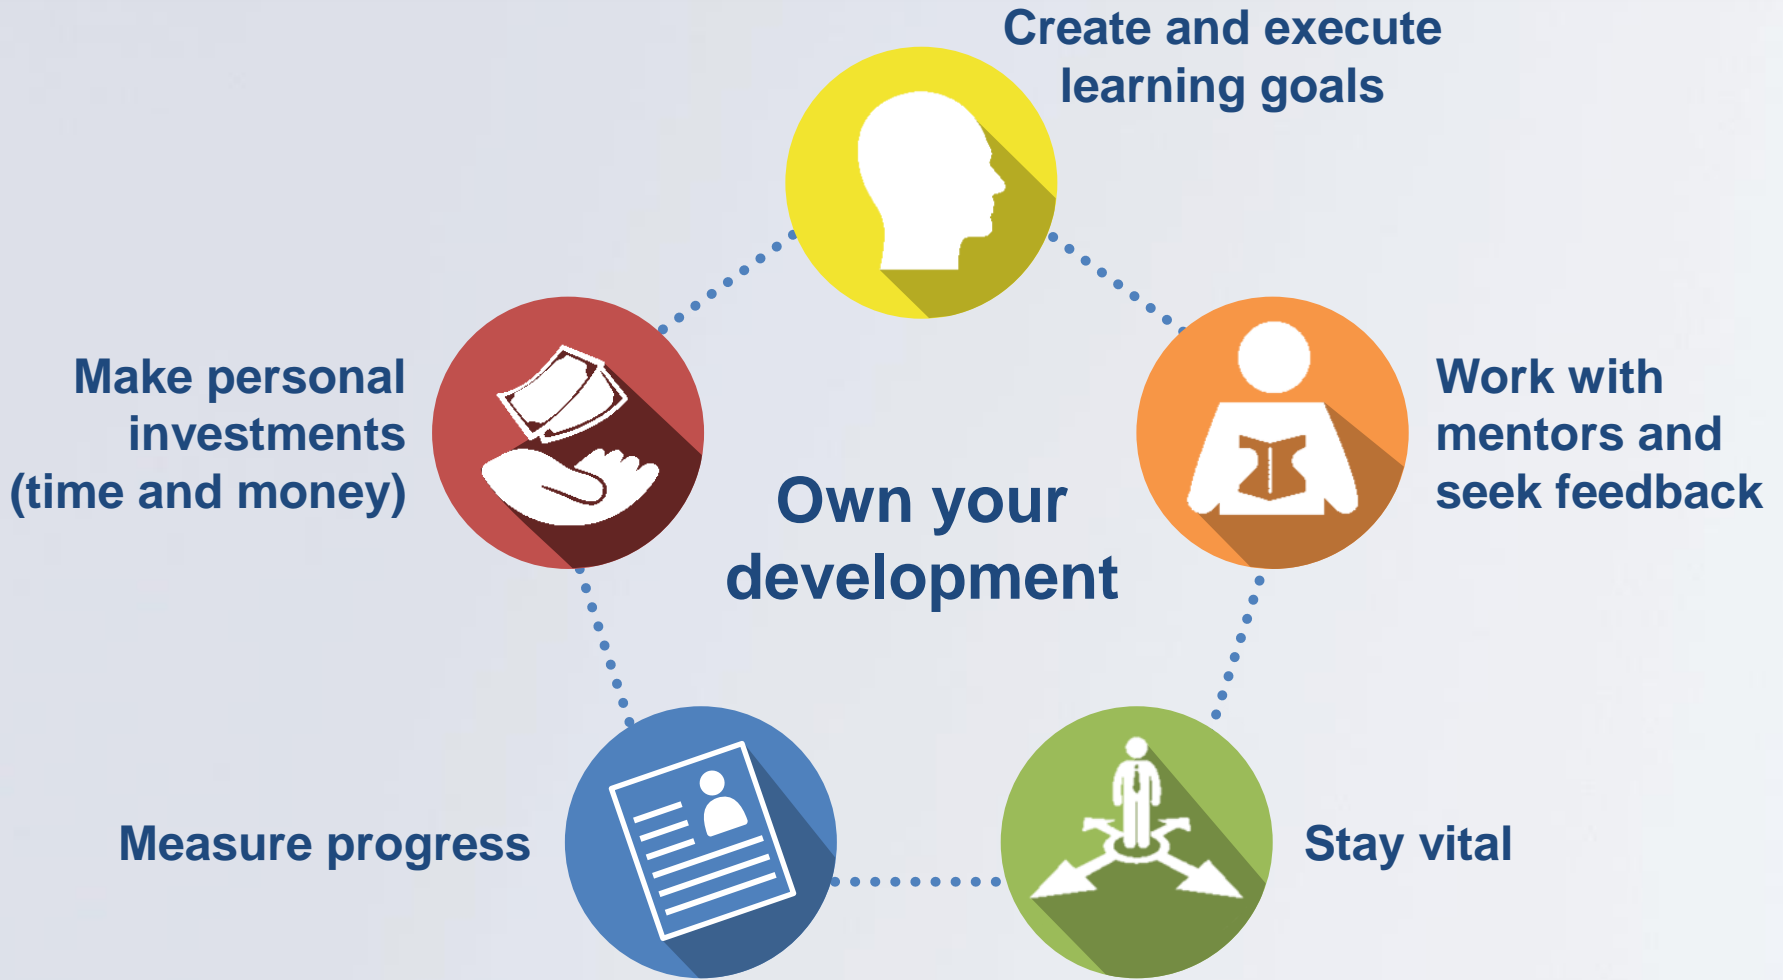 Create and execute
learning goals
Work with
mentors and
seek feedback
Stay vital
Measure progress
Make personal
investments
(time and money)
Own your
development